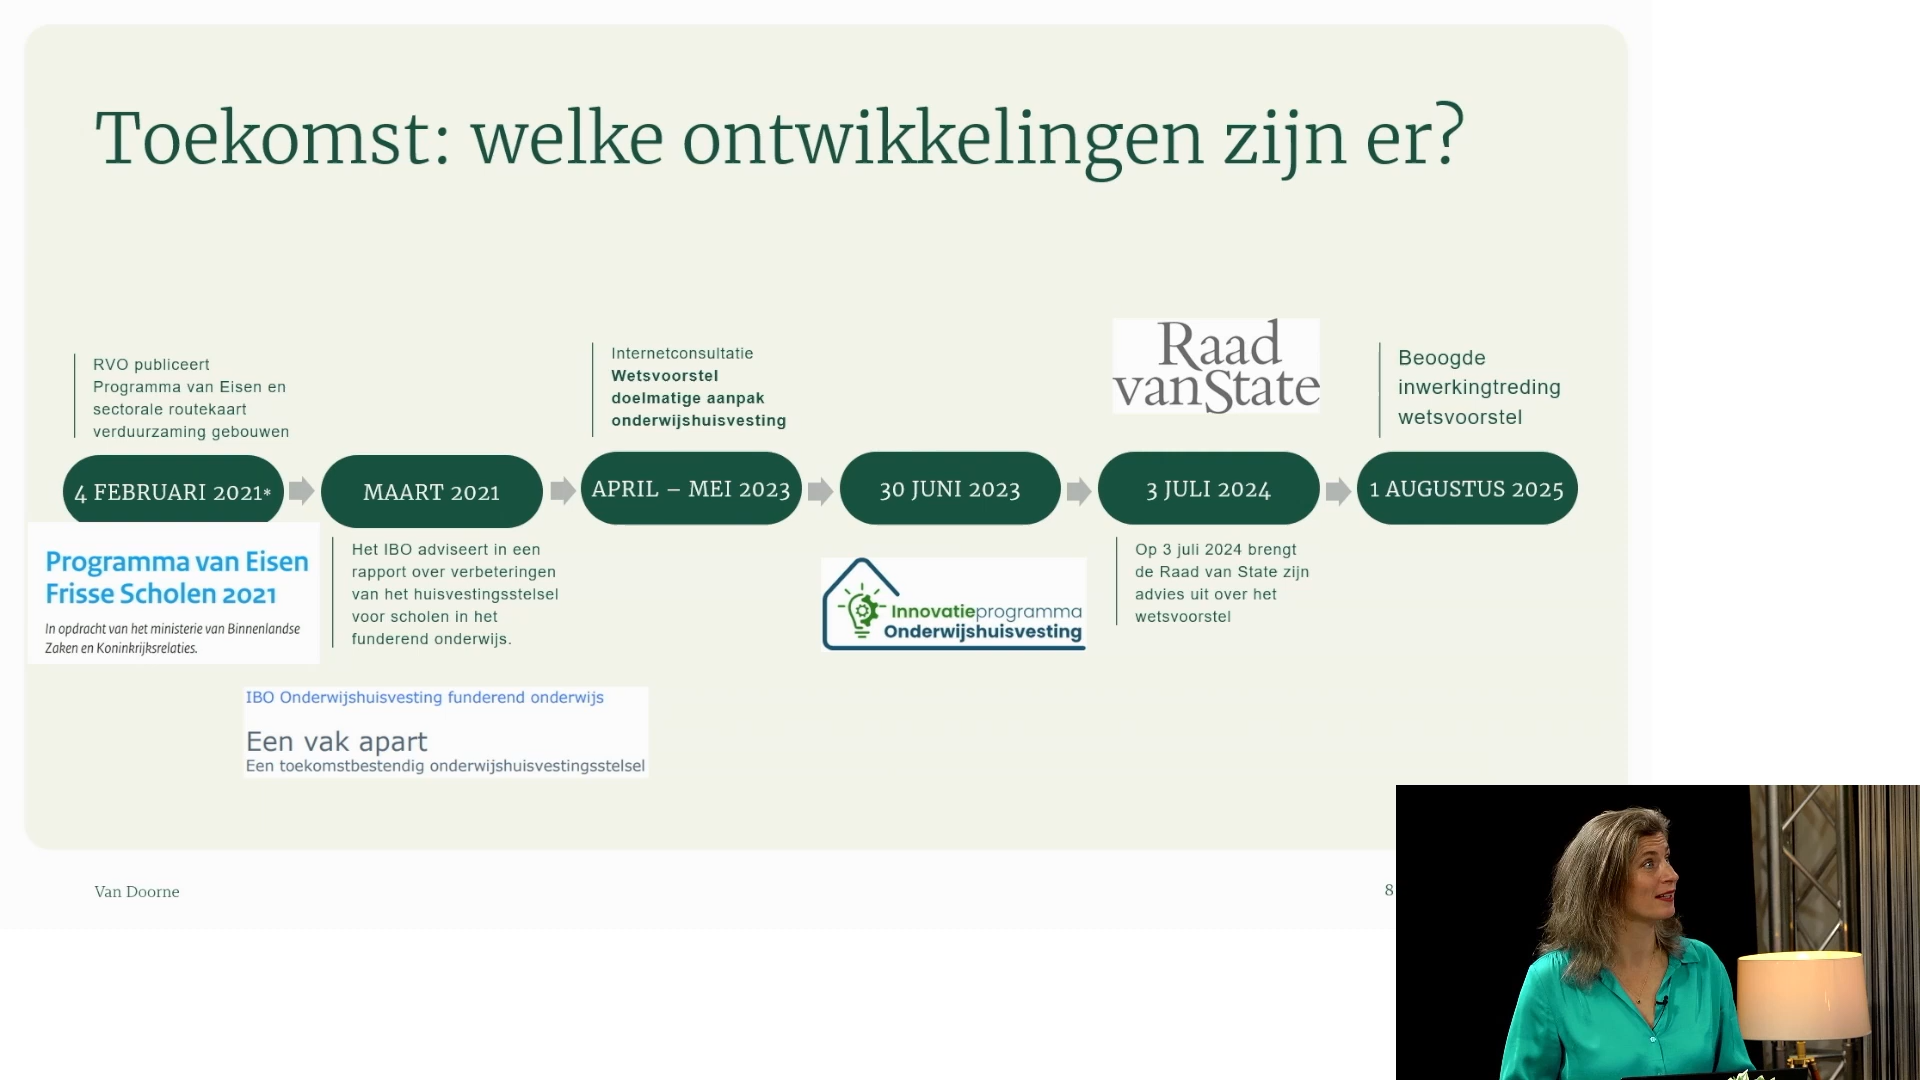 Toekomst: welke ontwikkelingen zijn er?
RVO publiceert
Programma van Eisen en
sectorale routekaart
verduurzaming gebouwen
4 FEBRUARI 2021*
Programma van Eisen
Frisse Scholen 2021
In opdracht van het ministerie van Binnenlandse
Zaken en Koninkrijksrelaties.
MAART 2021
Het IBO adviseert in een
rapport over verbeteringen
van het huisvestingsstelsel
voor scholen in het
funderend onderwijs.
IBO Onderwijshuisvesting funderend onderwijs
Een vak apart
Een toekomstbestendig onderwijshuisvestingsstelsel
Internetconsultatie
Wetsvoorstel
doelmatige aanpak
onderwijshuisvesting
APRIL – MEI 2023
30 JUNI 2023
Innovatieprogramma
Onderwijshuisvesting
Raad
vanState
3 JULI 2024
Op 3 juli 2024 brengt
de Raad van State zijn
advies uit over het
wetsvoorstel
Beoogde
inwerkingtreding
wetsvoorstel
1 AUGUSTUS 2025
Van Doorne
8